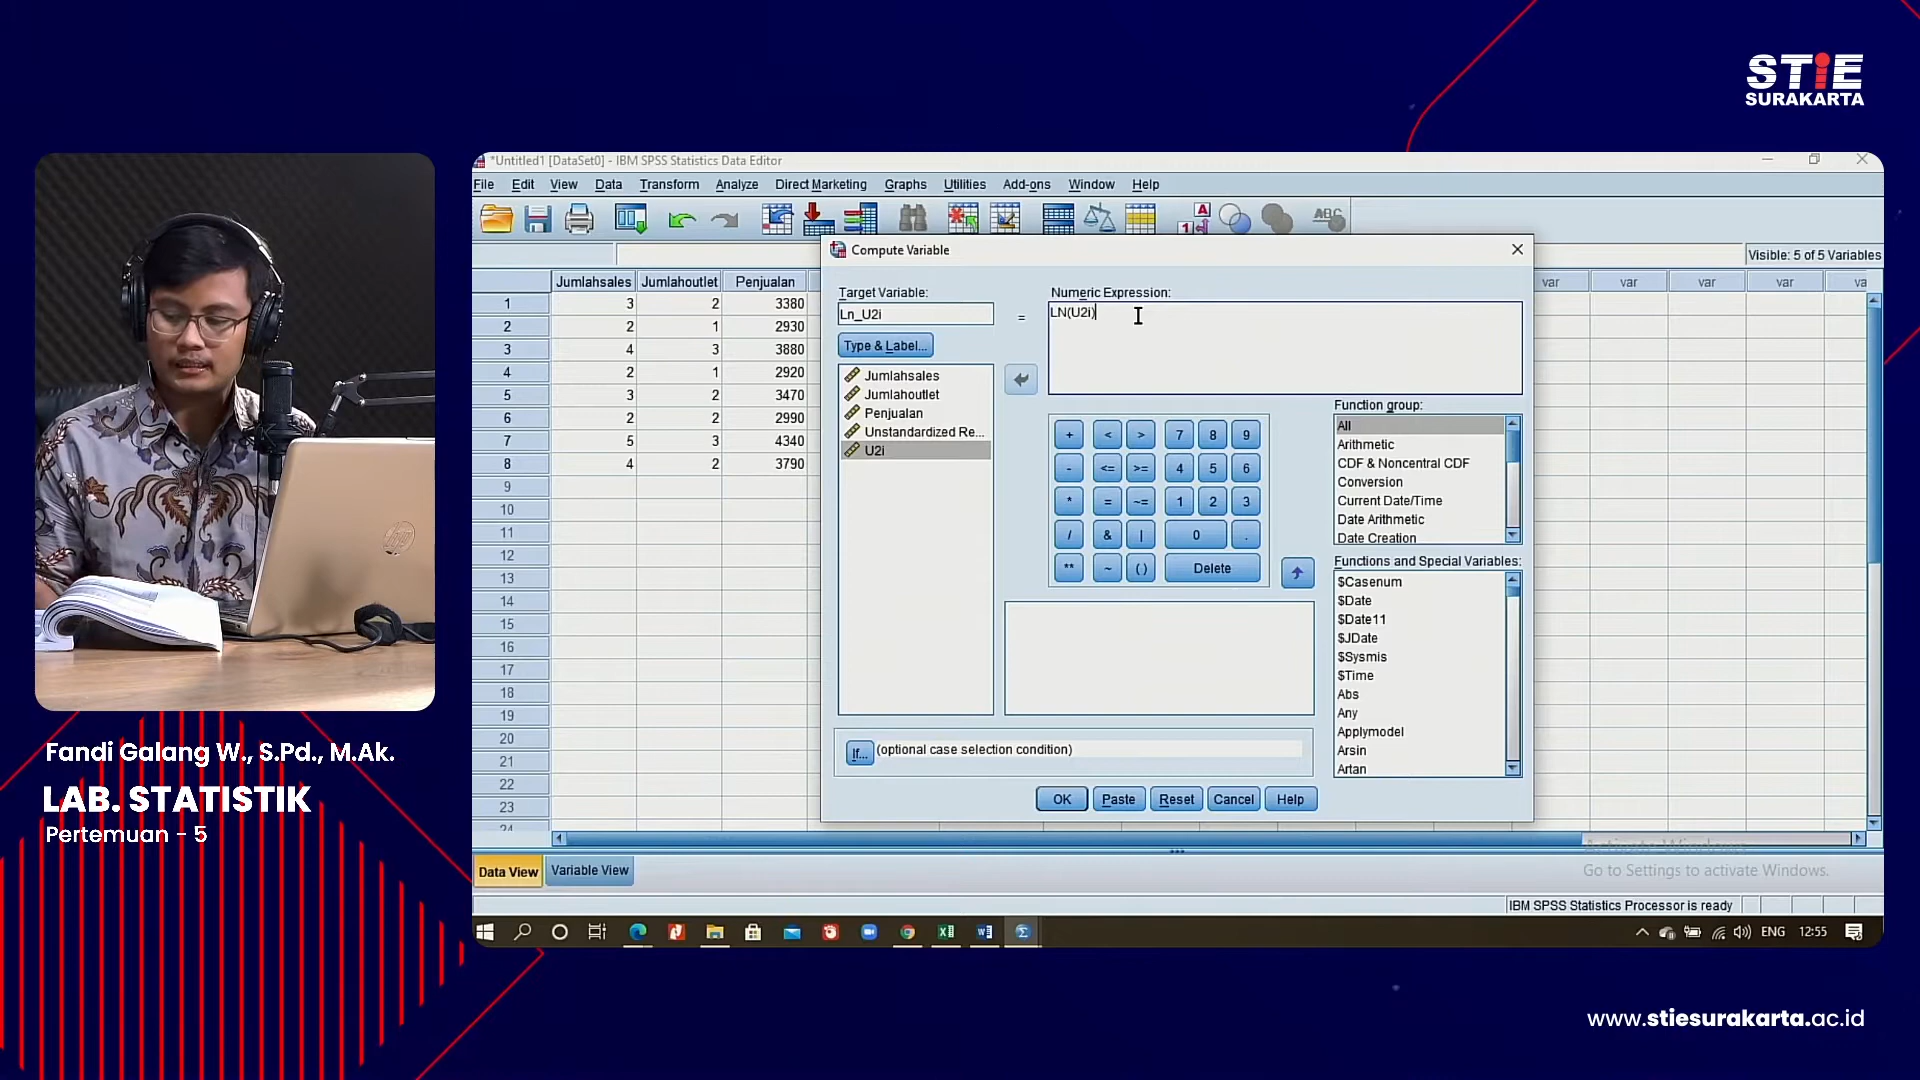 STiE
SURAKARTA
*Untitled1 [DataSet0] - IBM SPSS Statistics Data Editor
File Edit View Data Transform Analyze Direct Marketing Graphs Utilities Add-ons Window Help
Visible: 5 of 5 Variables
Jumlahsales Jumlahoutlet Penjualan var var var var va
1 3 2 3380
2 2 1 2930
3 4 3 3880
4 2 1 2920
5 3 2 3470
6 2 2 2990
7 5 3 4340
8 4 2 3790
9
10
11
12
13
14
15
16
17
18
19
20
21
22
23
24
Compute Variable
Target Variable:
Ln_U2i
=
Numeric Expression:
LN(U2i)
Type & Label...
Jumlahsales
Jumlahoutlet
Penjualan
Unstandardized Re...
U2i
+ < > 7 8 9
- <= >= 4 5 6
* = ~= 1 2 3
/ & | 0 .
** ~ () Delete
Function group:
All
Arithmetic
CDF & Noncentral CDF
Conversion
Current Date/Time
Date Arithmetic
Date Creation
Functions and Special Variables:
$Casenum
$Date
$Date11
$JDate
$Sysmis
$Time
Abs
Any
Applymodel
Arsin
Artan
If... (optional case selection condition)
OK Paste Reset Cancel Help
Activate Windows
Go to Settings to activate Windows.
Data View Variable View
IBM SPSS Statistics Processor is ready
ENG 12:55
hp
Fandi Galang W., S.Pd., M.Ak.
LAB. STATISTIK
Pertemuan - 5
www.stiesurakarta.ac.id